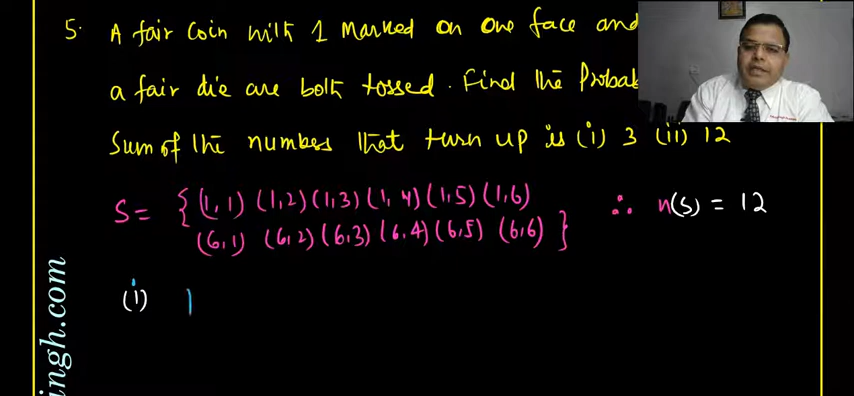 5. A fair coin with 1 Marked on one face and
a fair die are both tossed. Find the Probab
Sum of the numbers that turn up is (i) 3 (ii) 12
S = { (1,1) (1,2) (1,3) (1,4) (1,5) (1,6)
(6,1) (6,2) (6,3) (6,4) (6,5) (6,6) }
∴ n(S) = 12
(i)
ingh.com